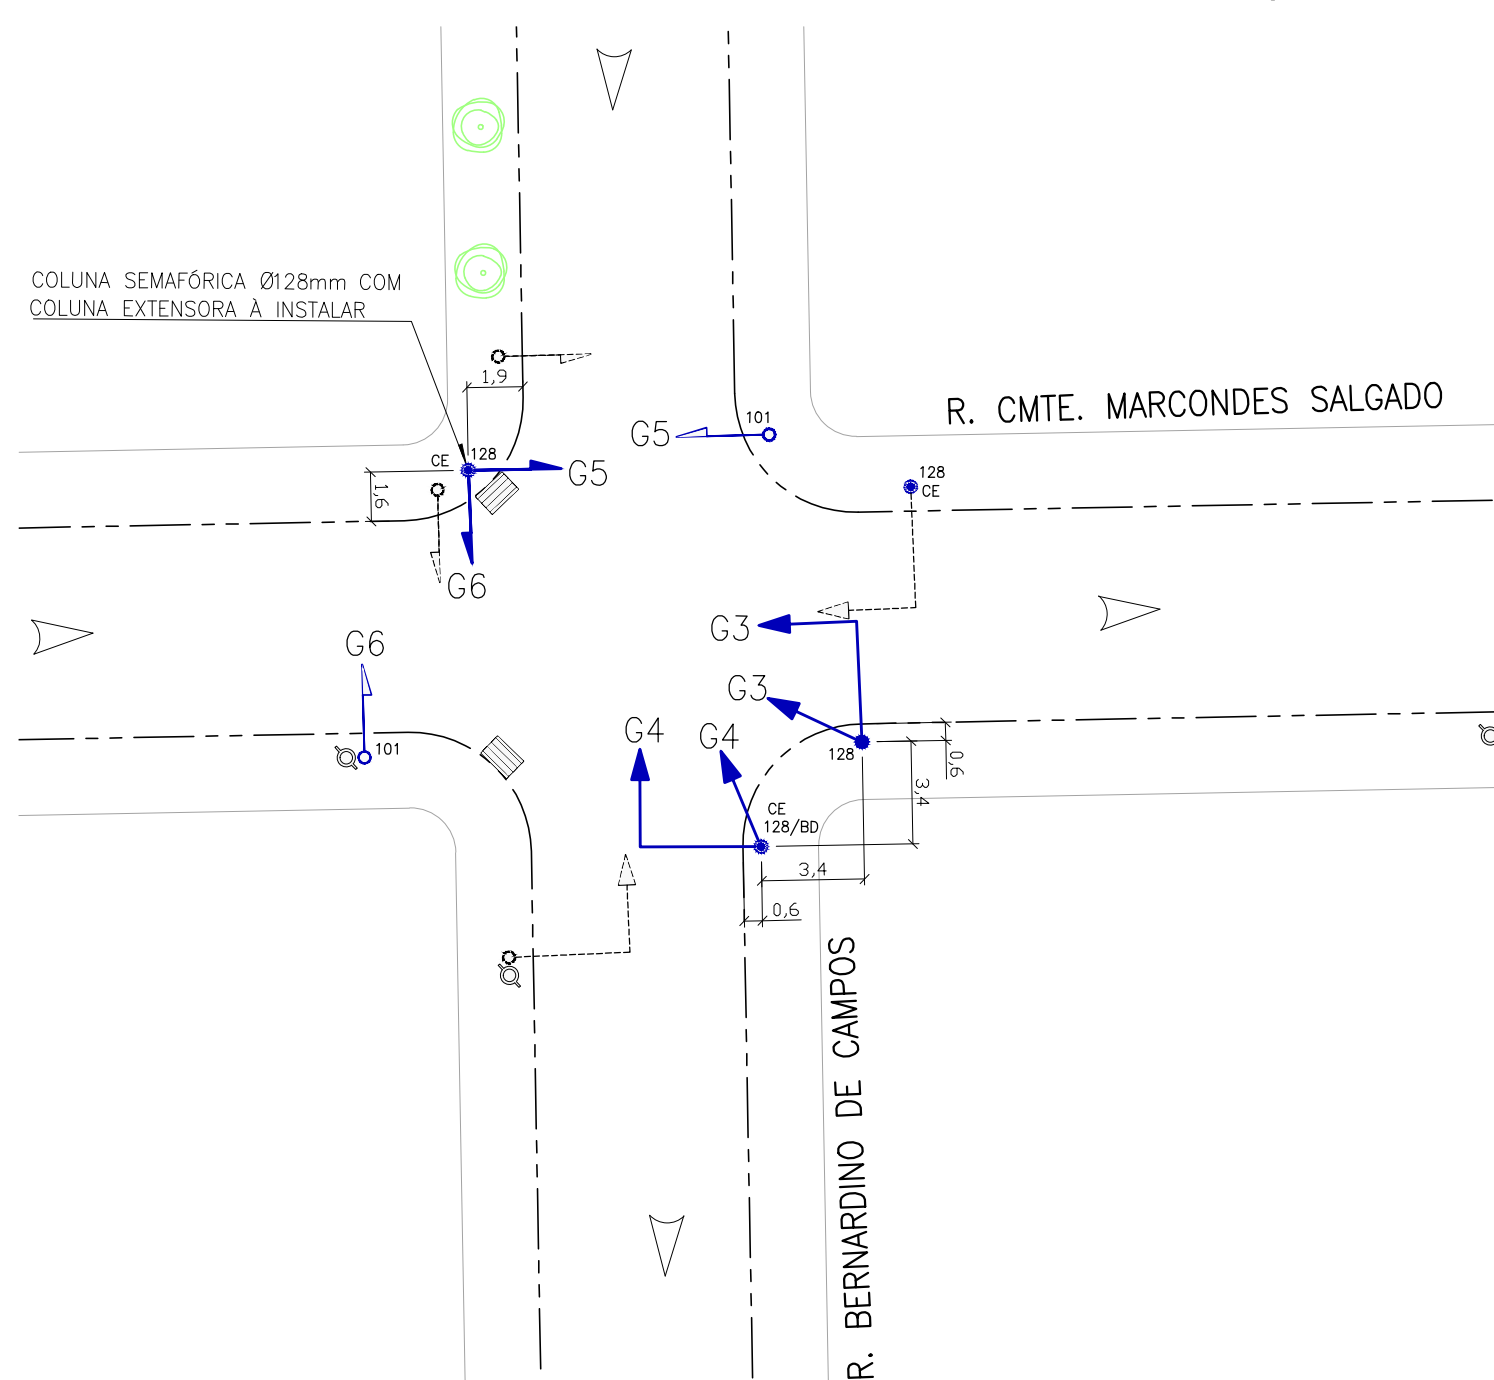 COLUNA SEMAFÓRICA Ø128mm COM
COLUNA EXTENSORA À INSTALAR
1,9
R. CMTE. MARCONDES SALGADO
G5
101
CE
128
G5
128
CE
1,6
G6
G3
G6
G3
G4
G4
101
128
0,6
3,4
CE
128/BD
3,4
0,6
R. BERNARDINO DE CAMPOS